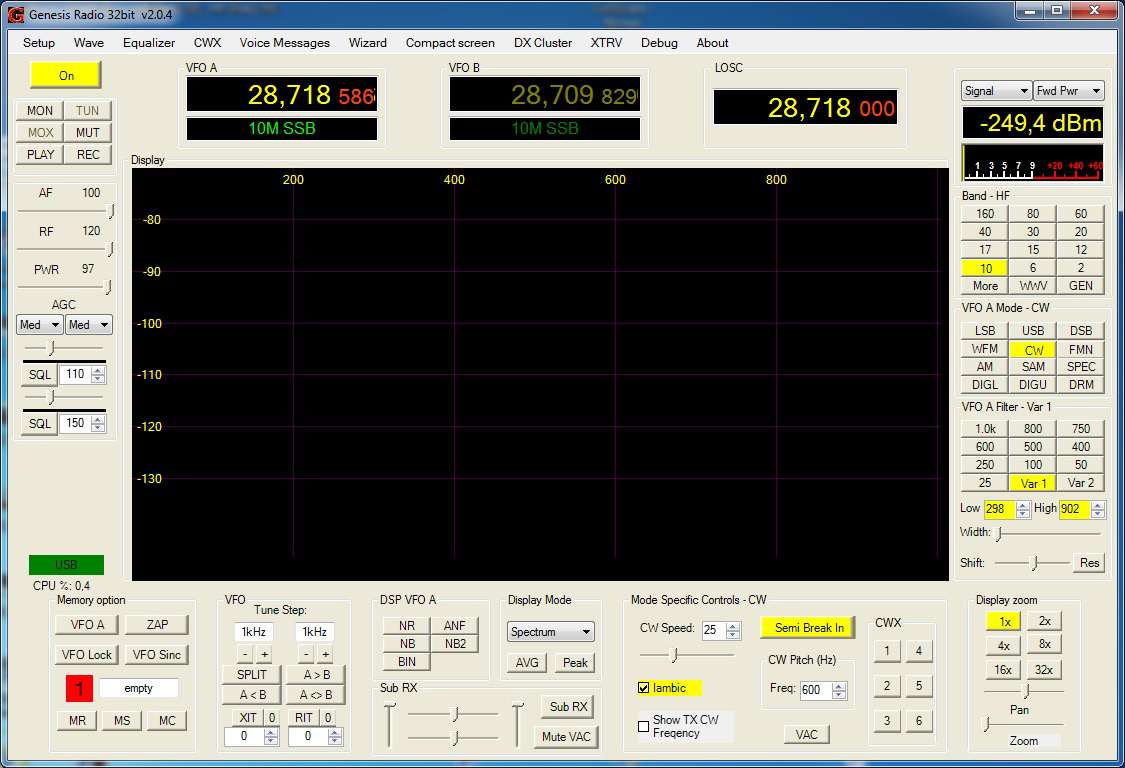 Genesis Radio 32bit v2.0.4
Setup Wave Equalizer CWX Voice Messages Wizard Compact screen DX Cluster XTRV Debug About
On
MON TUN
MOX MUT
PLAY REC
AF 100
RF 120
PWR 97
AGC
Med Med
SQL 110
SQL 150
USB
CPU %: 0,4
VFO A
28,718 586
10M SSB
VFO B
28,709 829
10M SSB
LOSC
28,718 000
Display
200 400 600 800
-80
-90
-100
-110
-120
-130
Signal Fwd Pwr
-249,4 dBm
1 3 5 7 9 +20 +40 +60
Band - HF
160 80 60
40 30 20
17 15 12
10 6 2
More WWV GEN
VFO A Mode - CW
LSB USB DSB
WFM CW FMN
AM SAM SPEC
DIGL DIGU DRM
VFO A Filter - Var 1
1.0k 800 750
600 500 400
250 100 50
25 Var 1 Var 2
Low 298 High 902
Width:
Shift: Res
Memory option
VFO A ZAP
VFO Lock VFO Sinc
1 empty
MR MS MC
VFO
Tune Step:
1kHz 1kHz
- + - +
SPLIT A > B
A < B A <> B
XIT 0 RIT 0
0 0
DSP VFO A
NR ANF
NB NB2
BIN
Display Mode
Spectrum
AVG Peak
Sub RX
Sub RX
Mute VAC
Mode Specific Controls - CW
CW Speed: 25
Semi Break In
CW Pitch (Hz)
Freq: 600
Iambic
Show TX CW
Freqency
VAC
CWX
1 4
2 5
3 6
Display zoom
1x 2x
4x 8x
16x 32x
Pan
Zoom